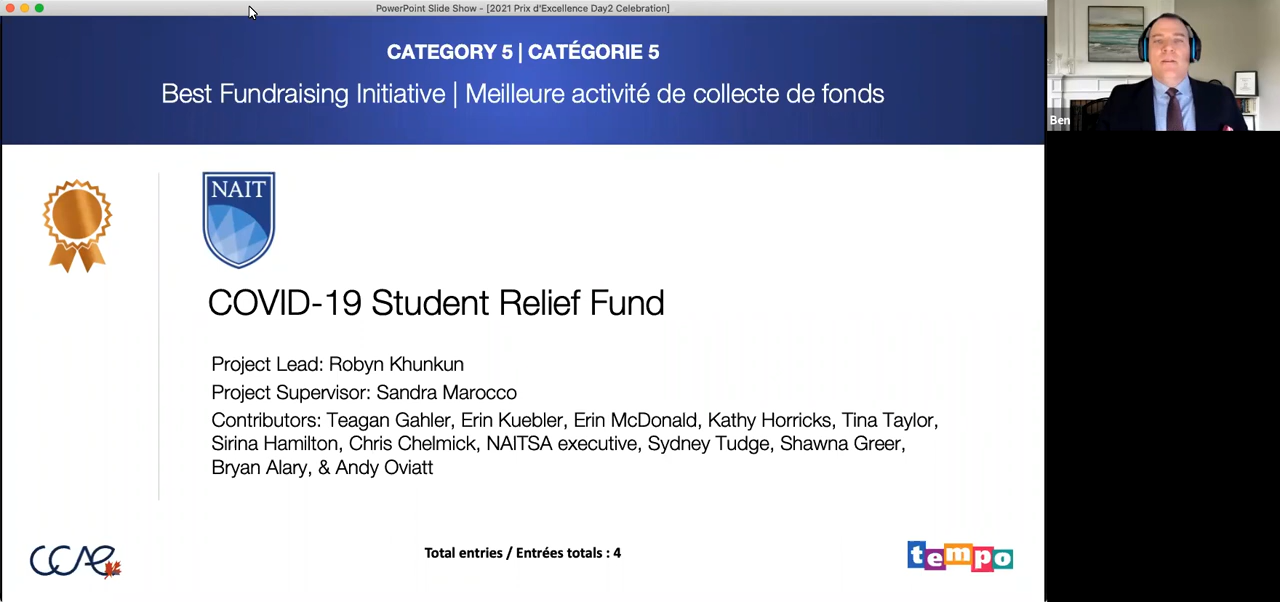 PowerPoint Slide Show - [2021 Prix d'Excellence Day2 Celebration]
CATEGORY 5 | CATÉGORIE 5
Best Fundraising Initiative | Meilleure activité de collecte de fonds
Ben
NAIT
COVID-19 Student Relief Fund
Project Lead: Robyn Khunkun
Project Supervisor: Sandra Marocco
Contributors: Teagan Gahler, Erin Kuebler, Erin McDonald, Kathy Horricks, Tina Taylor,
Sirina Hamilton, Chris Chelmick, NAITSA executive, Sydney Tudge, Shawna Greer,
Bryan Alary, & Andy Oviatt
CCAE
Total entries / Entrées totals : 4
tempo